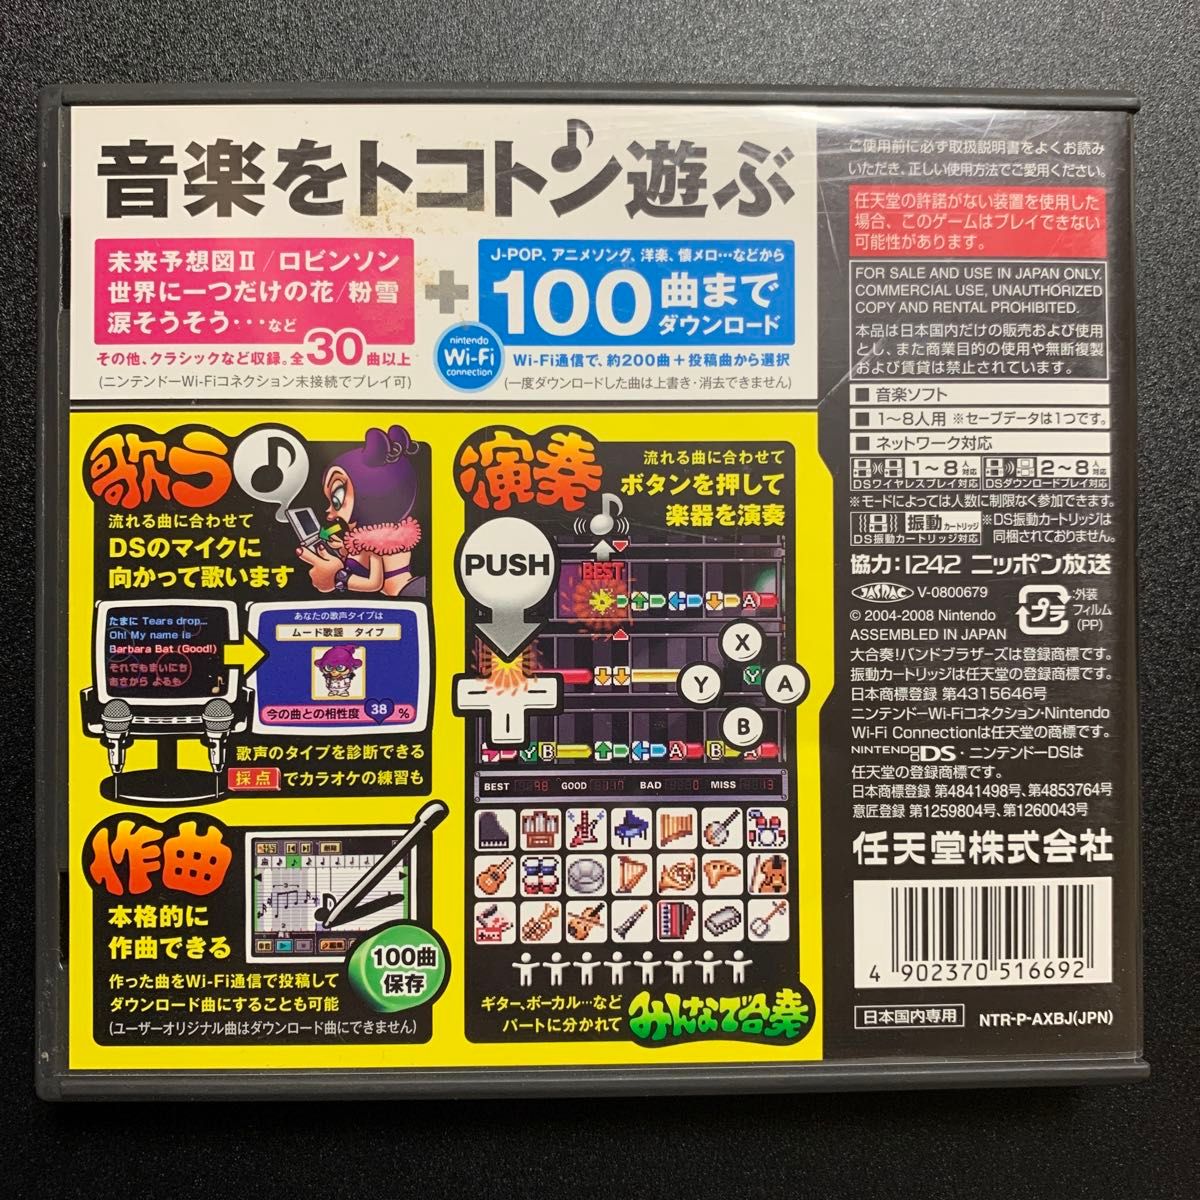 音楽をトコトン遊ぶ
未来予想図Ⅱ/ロビンソン
世界に一つだけの花/粉雪
涙そうそう・・・など
その他、クラシックなど収録。全30曲以上
(ニンテンドーWi-Fiコネクション未接続でプレイ可)
+
nintendo
Wi-Fi
connection
J-POP、アニメソング、洋楽、懐メロ…などから
100曲まで
ダウンロード
Wi-Fi通信で、約200曲+投稿曲から選択
(一度ダウンロードした曲は上書き・消去できません)
歌う
流れる曲に合わせて
DSのマイクに
向かって歌います
たまに Tears drop...
Oh! My name is
Barbara Bat (Good!)
それでもまいにち
あさから よるも
あなたの歌声タイプは
ムード歌謡 タイプ
今の曲との相性度 38 %
歌声のタイプを診断できる
採点でカラオケの練習も
作曲
本格的に
作曲できる
100曲
保存
作った曲をWi-Fi通信で投稿して
ダウンロード曲にすることも可能
(ユーザーオリジナル曲はダウンロード曲にできません)
演奏
流れる曲に合わせて
ボタンを押して
楽器を演奏
PUSH
BEST
A
X
Y
Y
A
B
Y B A B A
BEST 98 GOOD BAD 0 MISS
ギター、ボーカル…など
パートに分かれて
みんなで合奏
ご使用前に必ず取扱説明書をよくお読み
いただき、正しい使用方法でご愛用ください。
任天堂の許諾がない装置を使用した
場合、このゲームはプレイできない
可能性があります。
FOR SALE AND USE IN JAPAN ONLY.
COMMERCIAL USE, UNAUTHORIZED
COPY AND RENTAL PROHIBITED.
本品は日本国内だけの販売および使用
とし、また商業目的の使用や無断複製
および賃貸は禁止されています。
■ 音楽ソフト
■ 1〜8人用 ※セーブデータは1つです。
■ ネットワーク対応
1〜8人対応
DSワイヤレスプレイ対応
2〜8人対応
DSダウンロードプレイ対応
※モードによっては人数に制限なく参加できます。
振動カートリッジ
DS振動カートリッジ対応
※DS振動カートリッジは
同梱されておりません。
協力:1242 ニッポン放送
JASRAC V-0800679
© 2004-2008 Nintendo
ASSEMBLED IN JAPAN
プラ
外装
フィルム
(PP)
大合奏!バンドブラザーズは登録商標です。
振動カートリッジは任天堂の登録商標です。
日本商標登録 第4315646号
ニンテンドーWi-Fiコネクション・Nintendo
Wi-Fi Connectionは任天堂の商標です。
NINTENDO DS・ニンテンドーDSは
任天堂の登録商標です。
日本商標登録 第4841498号、第4853764号
意匠登録 第1259804号、第1260043号
任天堂株式会社
4 902370 516692
日本国内専用
NTR-P-AXBJ(JPN)